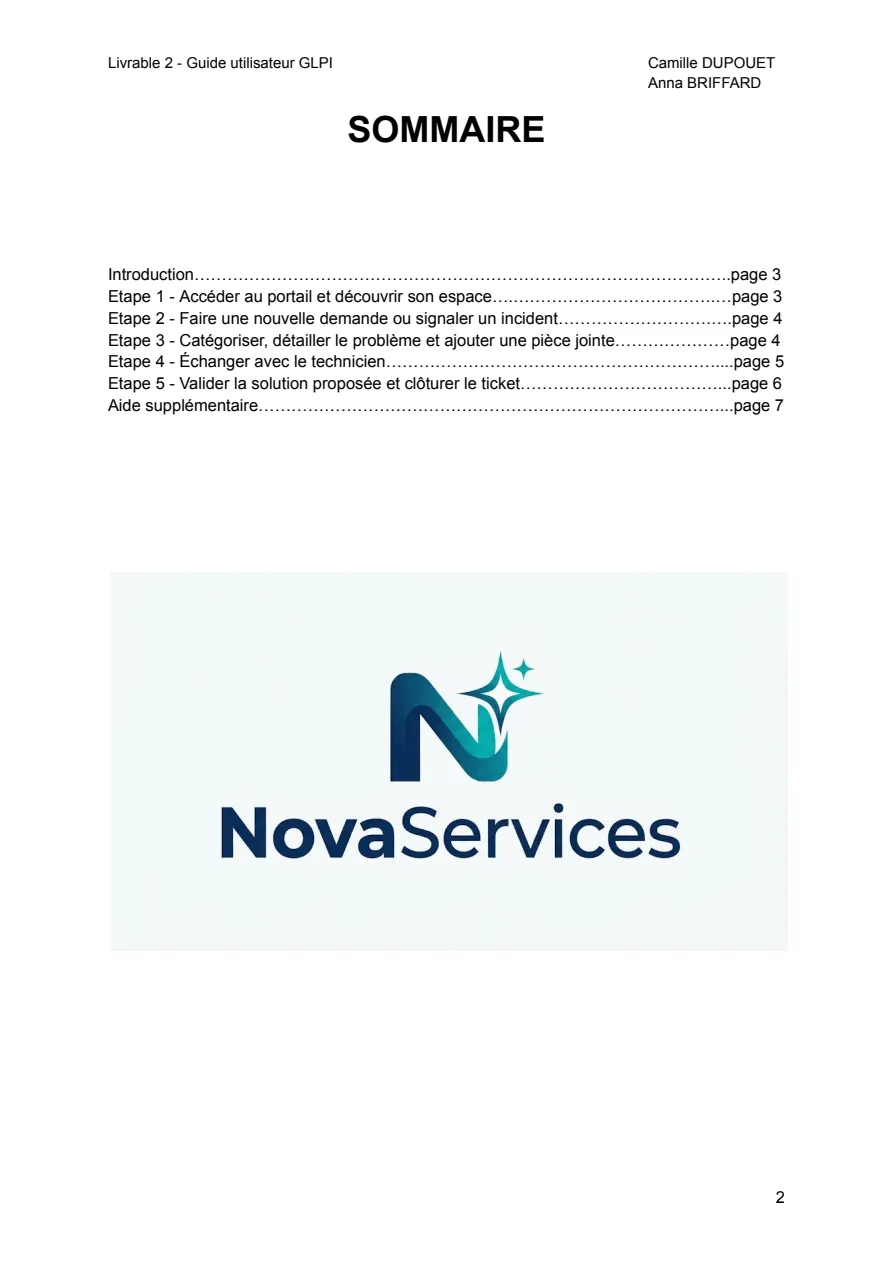 Livrable 2 - Guide utilisateur GLPI Camille DUPOUET
Anna BRIFFARD
SOMMAIRE
Introduction……………………………………………………………………………………..page 3
Etape 1 - Accéder au portail et découvrir son espace….……………………………….…page 3
Etape 2 - Faire une nouvelle demande ou signaler un incident……………………….….page 4
Etape 3 - Catégoriser, détailler le problème et ajouter une pièce jointe…………………page 4
Etape 4 - Échanger avec le technicien…………………………………………………....page 5
Etape 5 - Valider la solution proposée et clôturer le ticket……………………………...page 6
Aide supplémentaire………………………………………………………………………...page 7
NovaServices
2